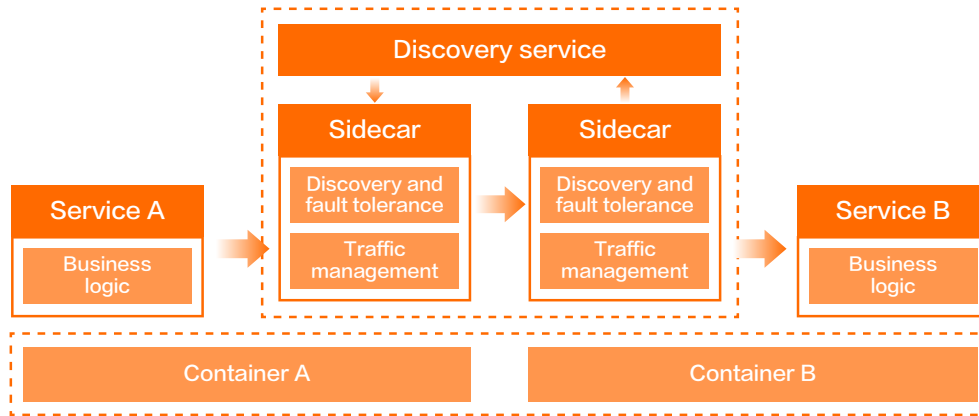 Discovery service
Sidecar
Discovery and
fault tolerance
Traffic
management
Sidecar
Discovery and
fault tolerance
Traffic
management
Service A
Business
logic
Service B
Business
logic
Container A
Container B